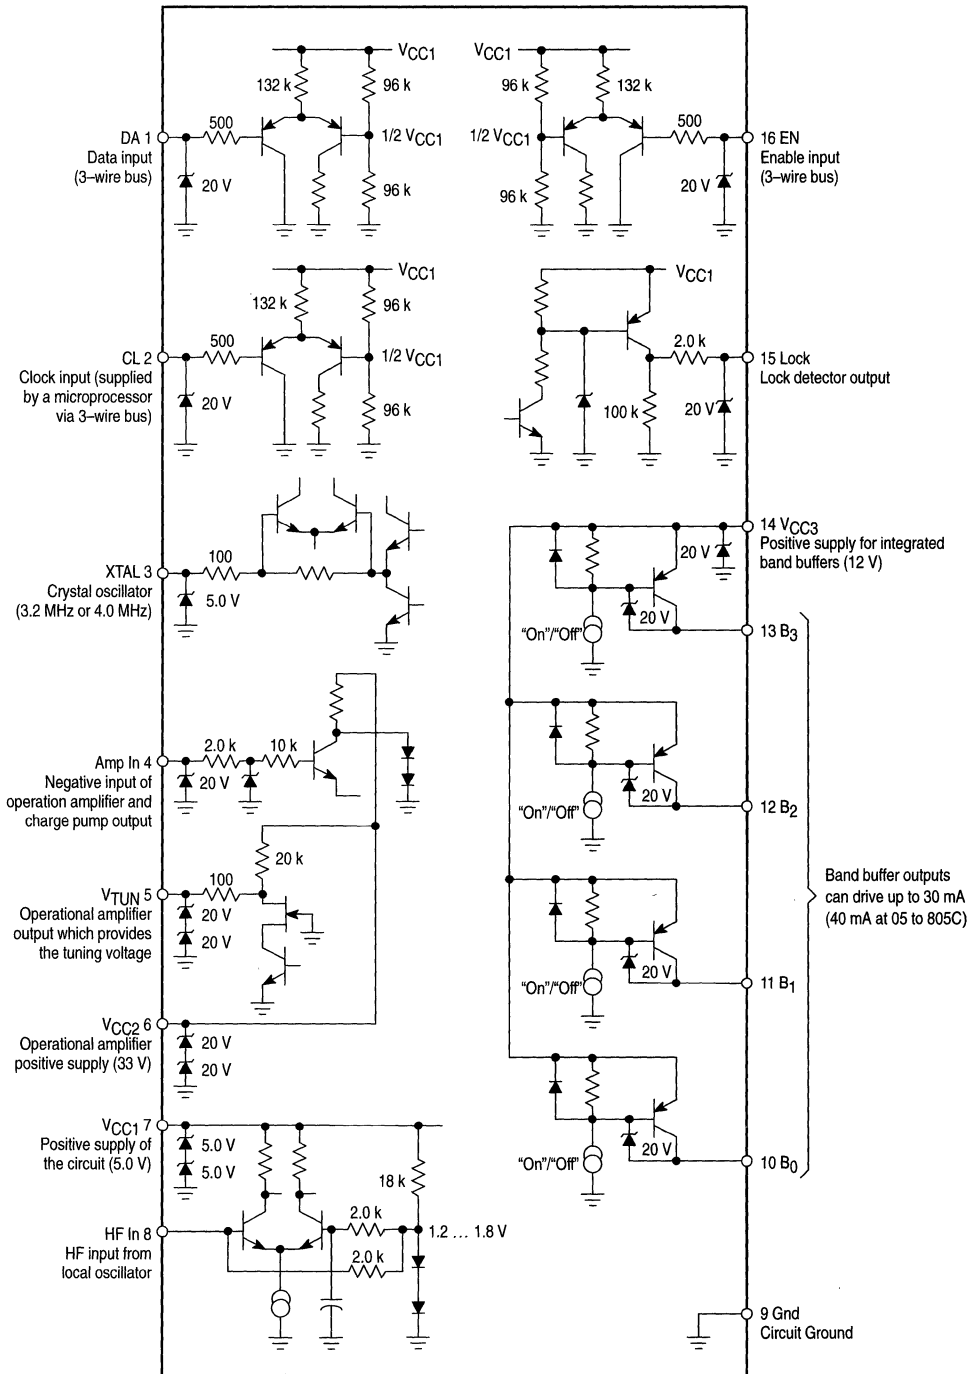 VCC1
132 k
96 k
DA 1
Data input
(3–wire bus)
500
1/2 VCC1
20 V
96 k
VCC1
96 k
132 k
1/2 VCC1
500
16 EN
Enable input
(3–wire bus)
96 k
20 V
VCC1
132 k
96 k
CL 2
Clock input (supplied
by a microprocessor
via 3–wire bus)
500
1/2 VCC1
20 V
96 k
VCC1
2.0 k
15 Lock
Lock detector output
100 k
20 V
XTAL 3
Crystal oscillator
(3.2 MHz or 4.0 MHz)
100
5.0 V
14 VCC3
Positive supply for integrated
band buffers (12 V)
20 V
20 V
"On"/"Off"
13 B3
Amp In 4
Negative input of
operation amplifier and
charge pump output
2.0 k
10 k
20 V
20 V
"On"/"Off"
12 B2
20 k
VTUN 5
Operational amplifier
output which provides
the tuning voltage
100
20 V
20 V
Band buffer outputs
can drive up to 30 mA
(40 mA at 05 to 805C)
20 V
"On"/"Off"
11 B1
VCC2 6
Operational amplifier
positive supply (33 V)
20 V
20 V
VCC1 7
Positive supply of
the circuit (5.0 V)
5.0 V
5.0 V
18 k
20 V
"On"/"Off"
10 B0
HF In 8
HF input from
local oscillator
2.0 k
2.0 k
1.2 ... 1.8 V
9 Gnd
Circuit Ground